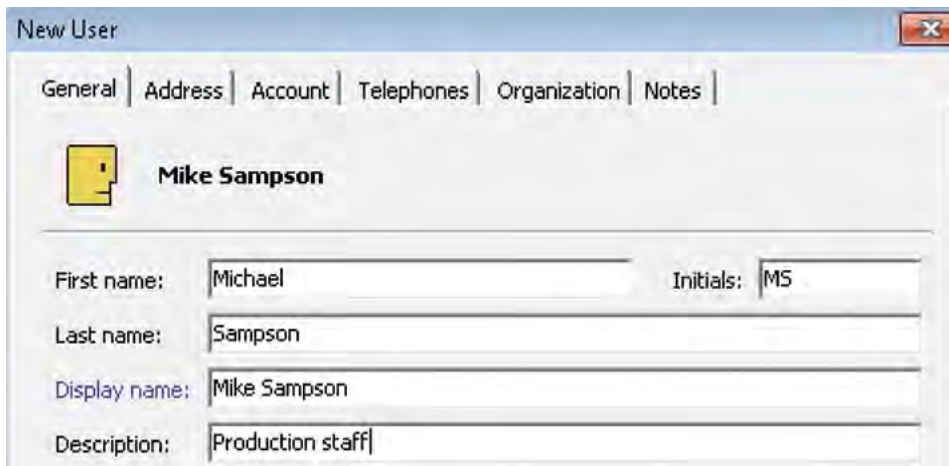 New User
General Address Account Telephones Organization Notes
Mike Sampson
First name: Michael Initials: MS
Last name: Sampson
Display name: Mike Sampson
Description: Production staff